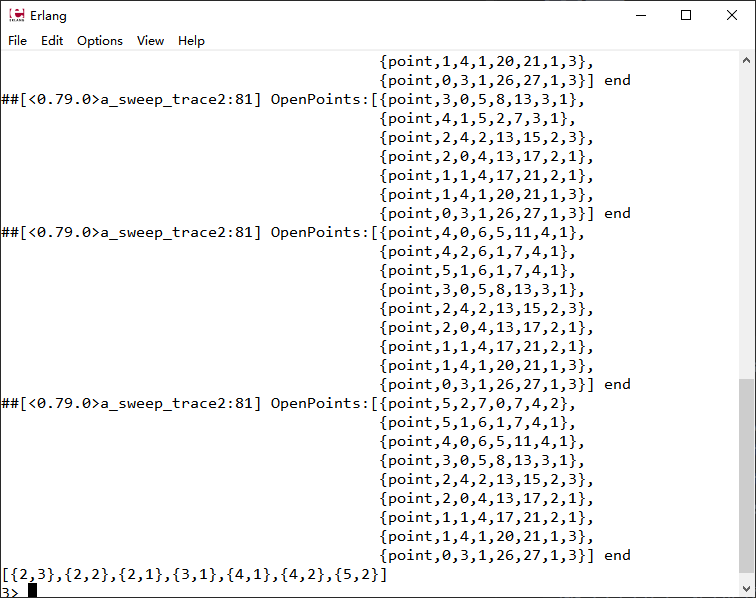 Erlang
File Edit Options View Help
{point,1,4,1,20,21,1,3},
{point,0,3,1,26,27,1,3}] end
##[<0.79.0>a_sweep_trace2:81] OpenPoints:[{point,3,0,5,8,13,3,1},
{point,4,1,5,2,7,3,1},
{point,2,4,2,13,15,2,3},
{point,2,0,4,13,17,2,1},
{point,1,1,4,17,21,2,1},
{point,1,4,1,20,21,1,3},
{point,0,3,1,26,27,1,3}] end
##[<0.79.0>a_sweep_trace2:81] OpenPoints:[{point,4,0,6,5,11,4,1},
{point,4,2,6,1,7,4,1},
{point,5,1,6,1,7,4,1},
{point,3,0,5,8,13,3,1},
{point,2,4,2,13,15,2,3},
{point,2,0,4,13,17,2,1},
{point,1,1,4,17,21,2,1},
{point,1,4,1,20,21,1,3},
{point,0,3,1,26,27,1,3}] end
##[<0.79.0>a_sweep_trace2:81] OpenPoints:[{point,5,2,7,0,7,4,2},
{point,5,1,6,1,7,4,1},
{point,4,0,6,5,11,4,1},
{point,3,0,5,8,13,3,1},
{point,2,4,2,13,15,2,3},
{point,2,0,4,13,17,2,1},
{point,1,1,4,17,21,2,1},
{point,1,4,1,20,21,1,3},
{point,0,3,1,26,27,1,3}] end
[{2,3},{2,2},{2,1},{3,1},{4,1},{4,2},{5,2}]
3>